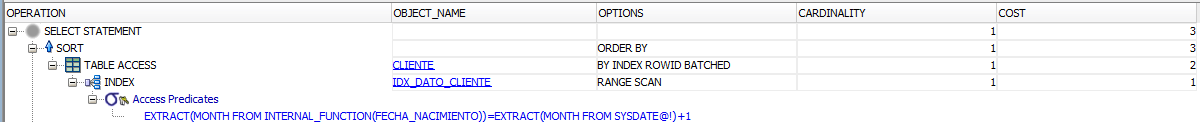 OPERATION OBJECT_NAME OPTIONS CARDINALITY COST
SELECT STATEMENT 1 3
SORT ORDER BY 1 3
TABLE ACCESS CLIENTE BY INDEX ROWID BATCHED 1 2
INDEX IDX_DATO_CLIENTE RANGE SCAN 1 1
Access Predicates
EXTRACT(MONTH FROM INTERNAL_FUNCTION(FECHA_NACIMIENTO))=EXTRACT(MONTH FROM SYSDATE@!)+1